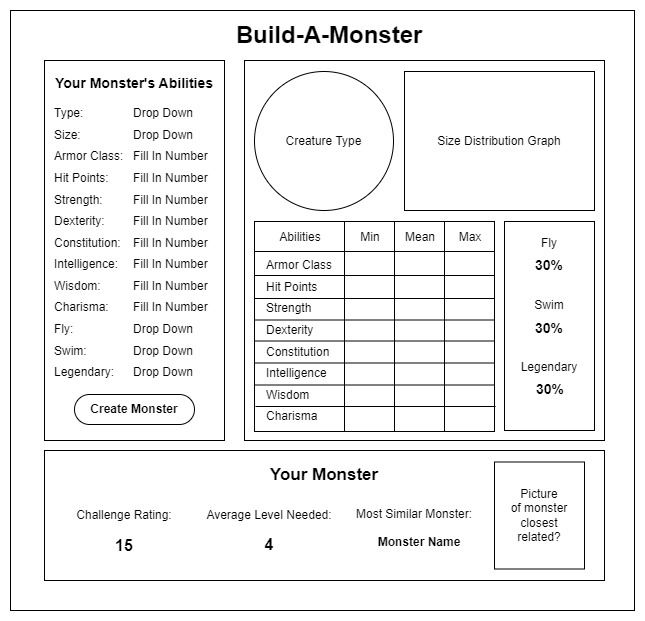 Build-A-Monster
Your Monster's Abilities
Type: Drop Down
Size: Drop Down
Armor Class: Fill In Number
Hit Points: Fill In Number
Strength: Fill In Number
Dexterity: Fill In Number
Constitution: Fill In Number
Intelligence: Fill In Number
Wisdom: Fill In Number
Charisma: Fill In Number
Fly: Drop Down
Swim: Drop Down
Legendary: Drop Down
Create Monster
Creature Type
Size Distribution Graph
Abilities Min Mean Max
Armor Class
Hit Points
Strength
Dexterity
Constitution
Intelligence
Wisdom
Charisma
Fly
30%
Swim
30%
Legendary
30%
Your Monster
Challenge Rating:
15
Average Level Needed:
4
Most Similar Monster:
Monster Name
Picture
of monster
closest
related?